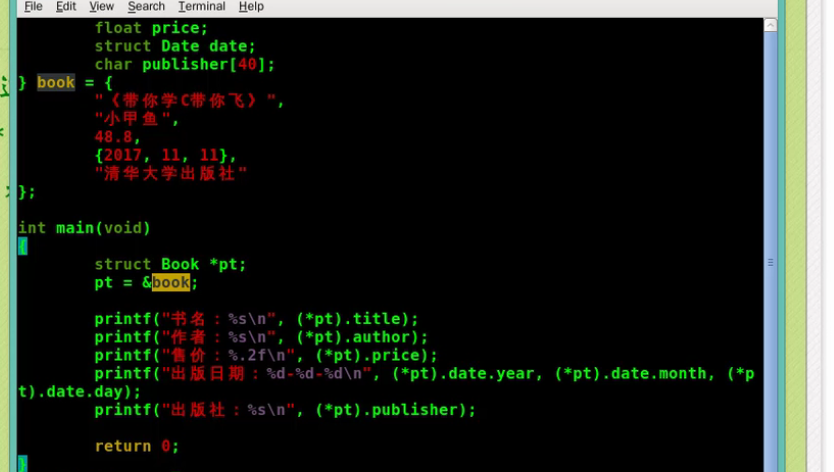 File Edit View Search Terminal Help
float price;
struct Date date;
char publisher[40];
} book = {
"《带你学C带你飞》",
"小甲鱼",
48.8,
{2017, 11, 11},
"清华大学出版社"
};
int main(void)
{
struct Book *pt;
pt = &book;
printf("书名：%s\n", (*pt).title);
printf("作者：%s\n", (*pt).author);
printf("售价：%.2f\n", (*pt).price);
printf("出版日期：%d-%d-%d\n", (*pt).date.year, (*pt).date.month, (*p
t).date.day);
printf("出版社：%s\n", (*pt).publisher);
return 0;
}